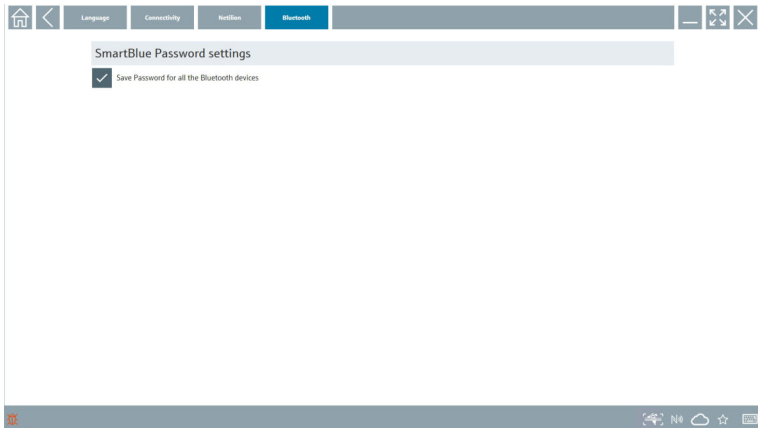 Language
Connectivity
Netilion
Bluetooth
SmartBlue Password settings
Save Password for all the Bluetooth devices